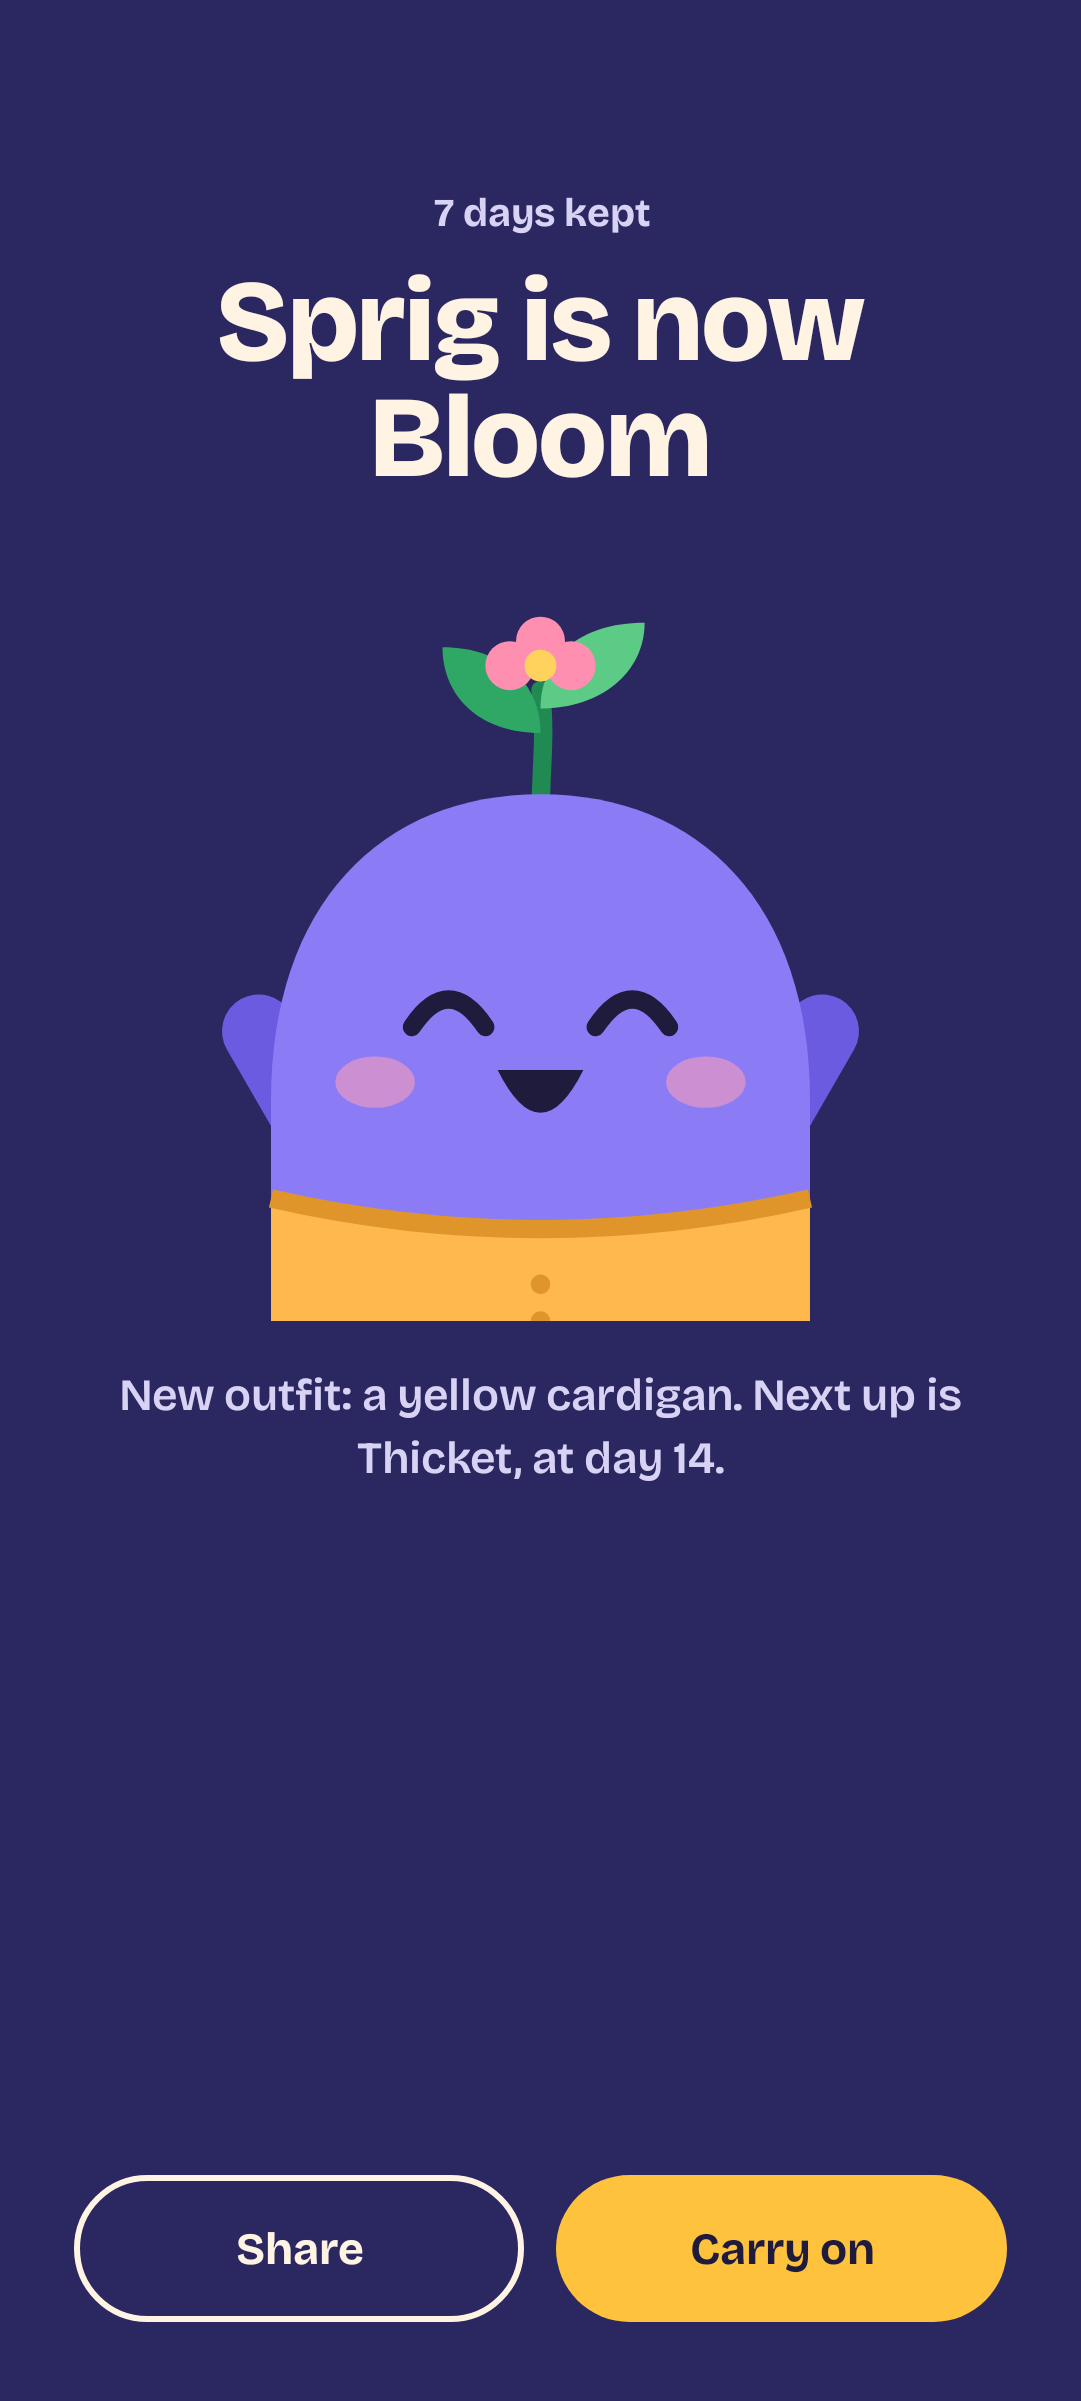 7 days kept
Sprig is now
Bloom
New outfit: a yellow cardigan. Next up is
Thicket, at day 14.
Share
Carry on